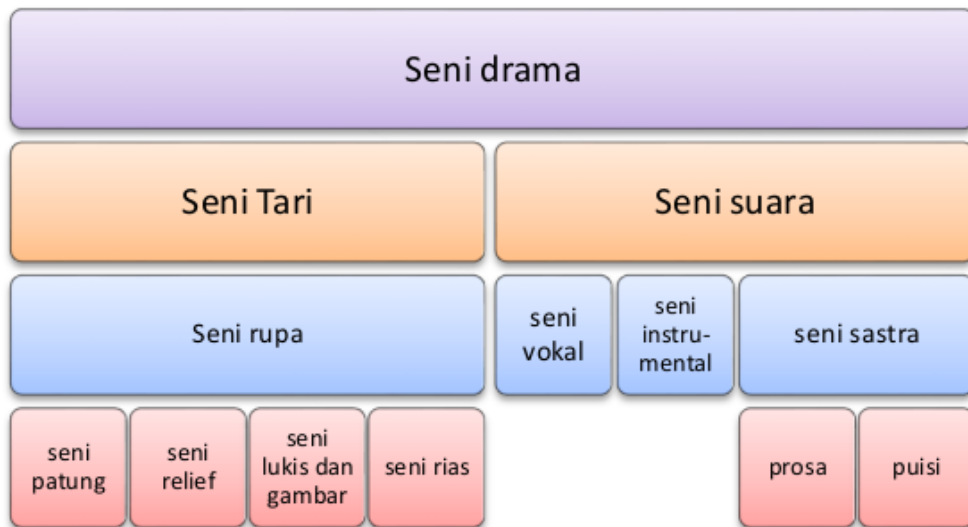 Seni drama
Seni Tari
Seni suara
Seni rupa
seni
vokal
seni
instru-
mental
seni sastra
seni
patung
seni
relief
seni
lukis dan
gambar
seni rias
prosa
puisi